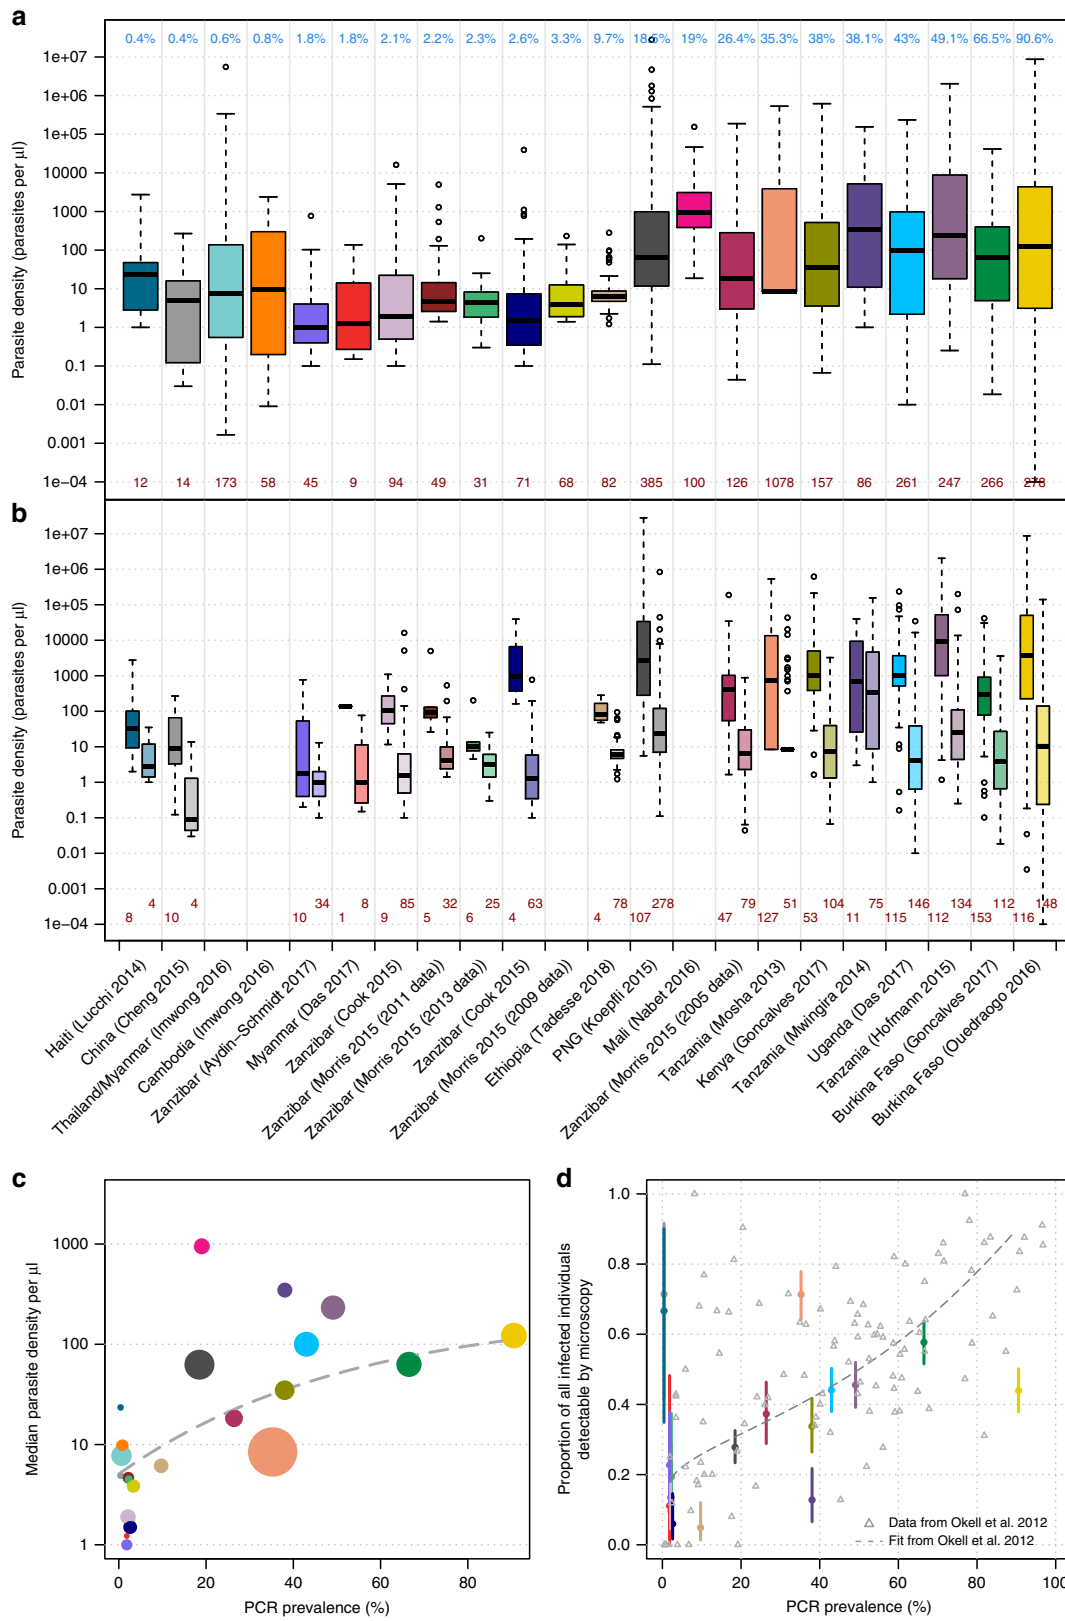 a
0.4% 0.4% 0.6% 0.8% 1.8% 1.8% 2.1% 2.2% 2.3% 2.6% 3.3% 9.7% 18.5% 19% 26.4% 35.3% 38% 38.1% 43% 49.1% 66.5% 90.6%
Parasite density (parasites per μl)
1e+07
1e+06
1e+05
10000
1000
100
10
1
0.1
0.01
0.001
1e−04
12 14 173 58 45 9 94 49 31 71 68 82 385 100 126 1078 157 86 261 247 266 278
b
Parasite density (parasites per μl)
1e+07
1e+06
1e+05
10000
1000
100
10
1
0.1
0.01
0.001
1e−04
4 4 34 8 85 32 25 63 78 278 79 51 104 75 146 134 112 148
8 10 10 1 9 5 6 4 4 107 47 127 53 11 115 112 153 116
Haiti (Lucchi 2014)
China (Cheng 2015)
Thailand/Myanmar (Imwong 2016)
Cambodia (Imwong 2016)
Zanzibar (Aydin−Schmidt 2017)
Myanmar (Das 2017)
Zanzibar (Cook 2015)
Zanzibar (Morris 2015 (2011 data))
Zanzibar (Morris 2015 (2013 data))
Zanzibar (Cook 2015)
Zanzibar (Morris 2015 (2009 data))
Ethiopia (Tadesse 2018)
PNG (Koepfli 2015)
Mali (Nabet 2016)
Zanzibar (Morris 2015 (2005 data))
Tanzania (Mosha 2013)
Kenya (Goncalves 2017)
Tanzania (Mwingira 2014)
Uganda (Das 2017)
Tanzania (Hofmann 2015)
Burkina Faso (Goncalves 2017)
Burkina Faso (Ouedraogo 2016)
c
Median parasite density per μl
1000
100
10
1
0 20 40 60 80
PCR prevalence (%)
d
Proportion of all infected individuals
detectable by microscopy
1.0
0.8
0.6
0.4
0.2
0.0
Data from Okell et al. 2012
Fit from Okell et al. 2012
0 20 40 60 80 100
PCR prevalence (%)